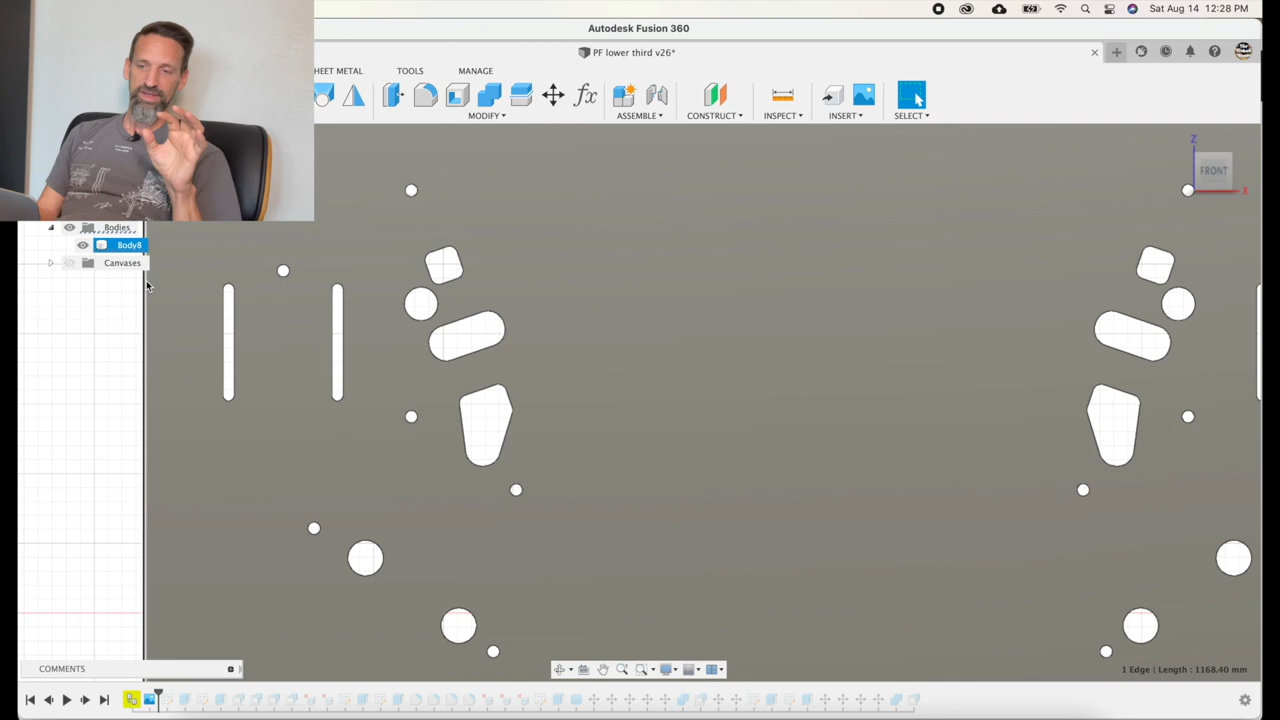 Sat Aug 14 12:28 PM
Autodesk Fusion 360
PF lower third v26*
HEET METAL TOOLS MANAGE
MODIFY ASSEMBLE CONSTRUCT INSPECT INSERT SELECT
Z
FRONT
X
Bodies
Body8
Canvases
COMMENTS
1 Edge | Length : 1168.40 mm